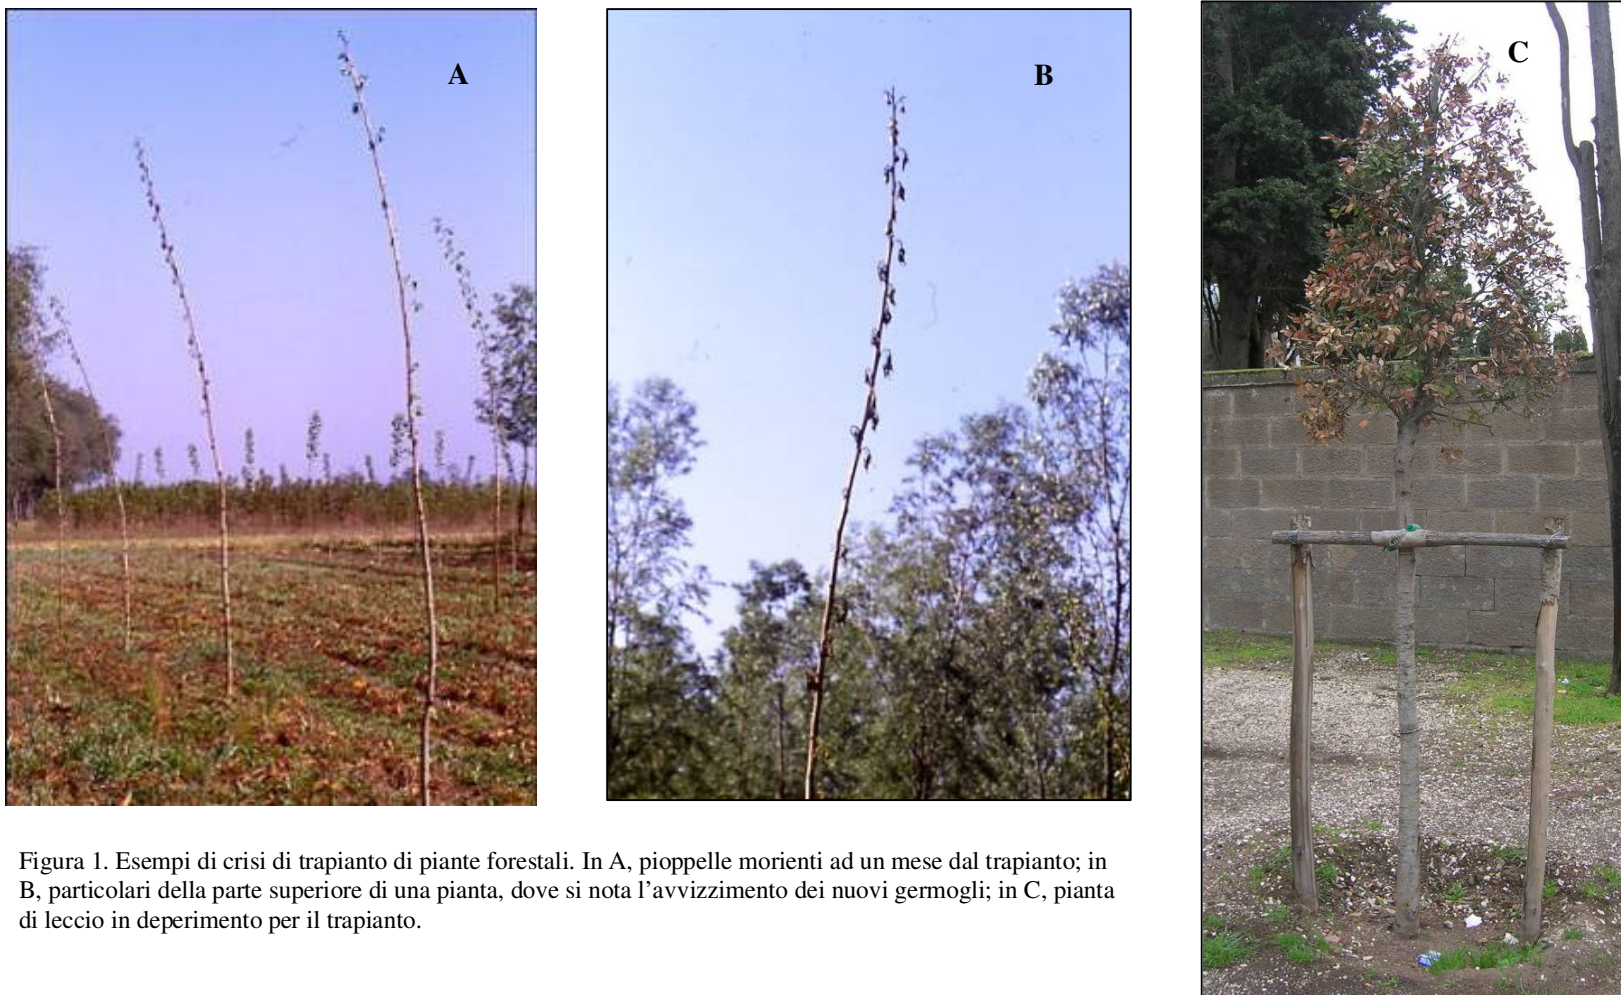 A
B
C
Figura 1. Esempi di crisi di trapianto di piante forestali. In A, pioppelle morienti ad un mese dal trapianto; in
B, particolari della parte superiore di una pianta, dove si nota l’avvizzimento dei nuovi germogli; in C, pianta
di leccio in deperimento per il trapianto.